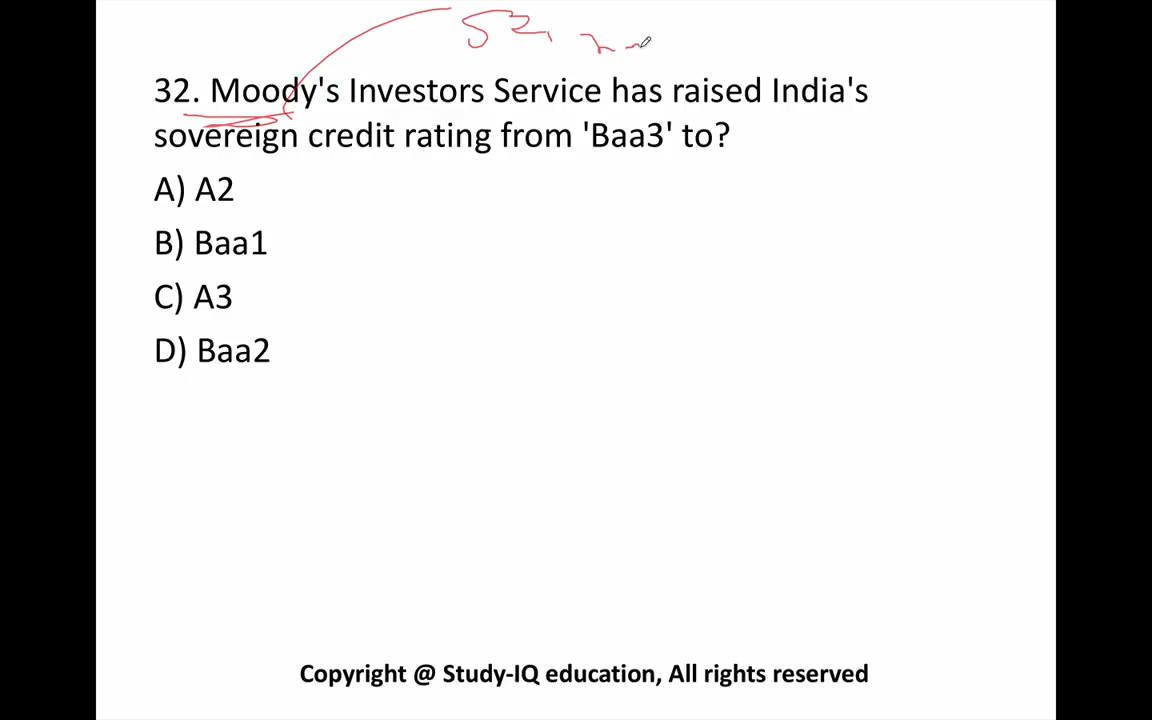 32. Moody's Investors Service has raised India's
sovereign credit rating from 'Baa3' to?
A) A2
B) Baa1
C) A3
D) Baa2
Copyright @ Study-IQ education, All rights reserved